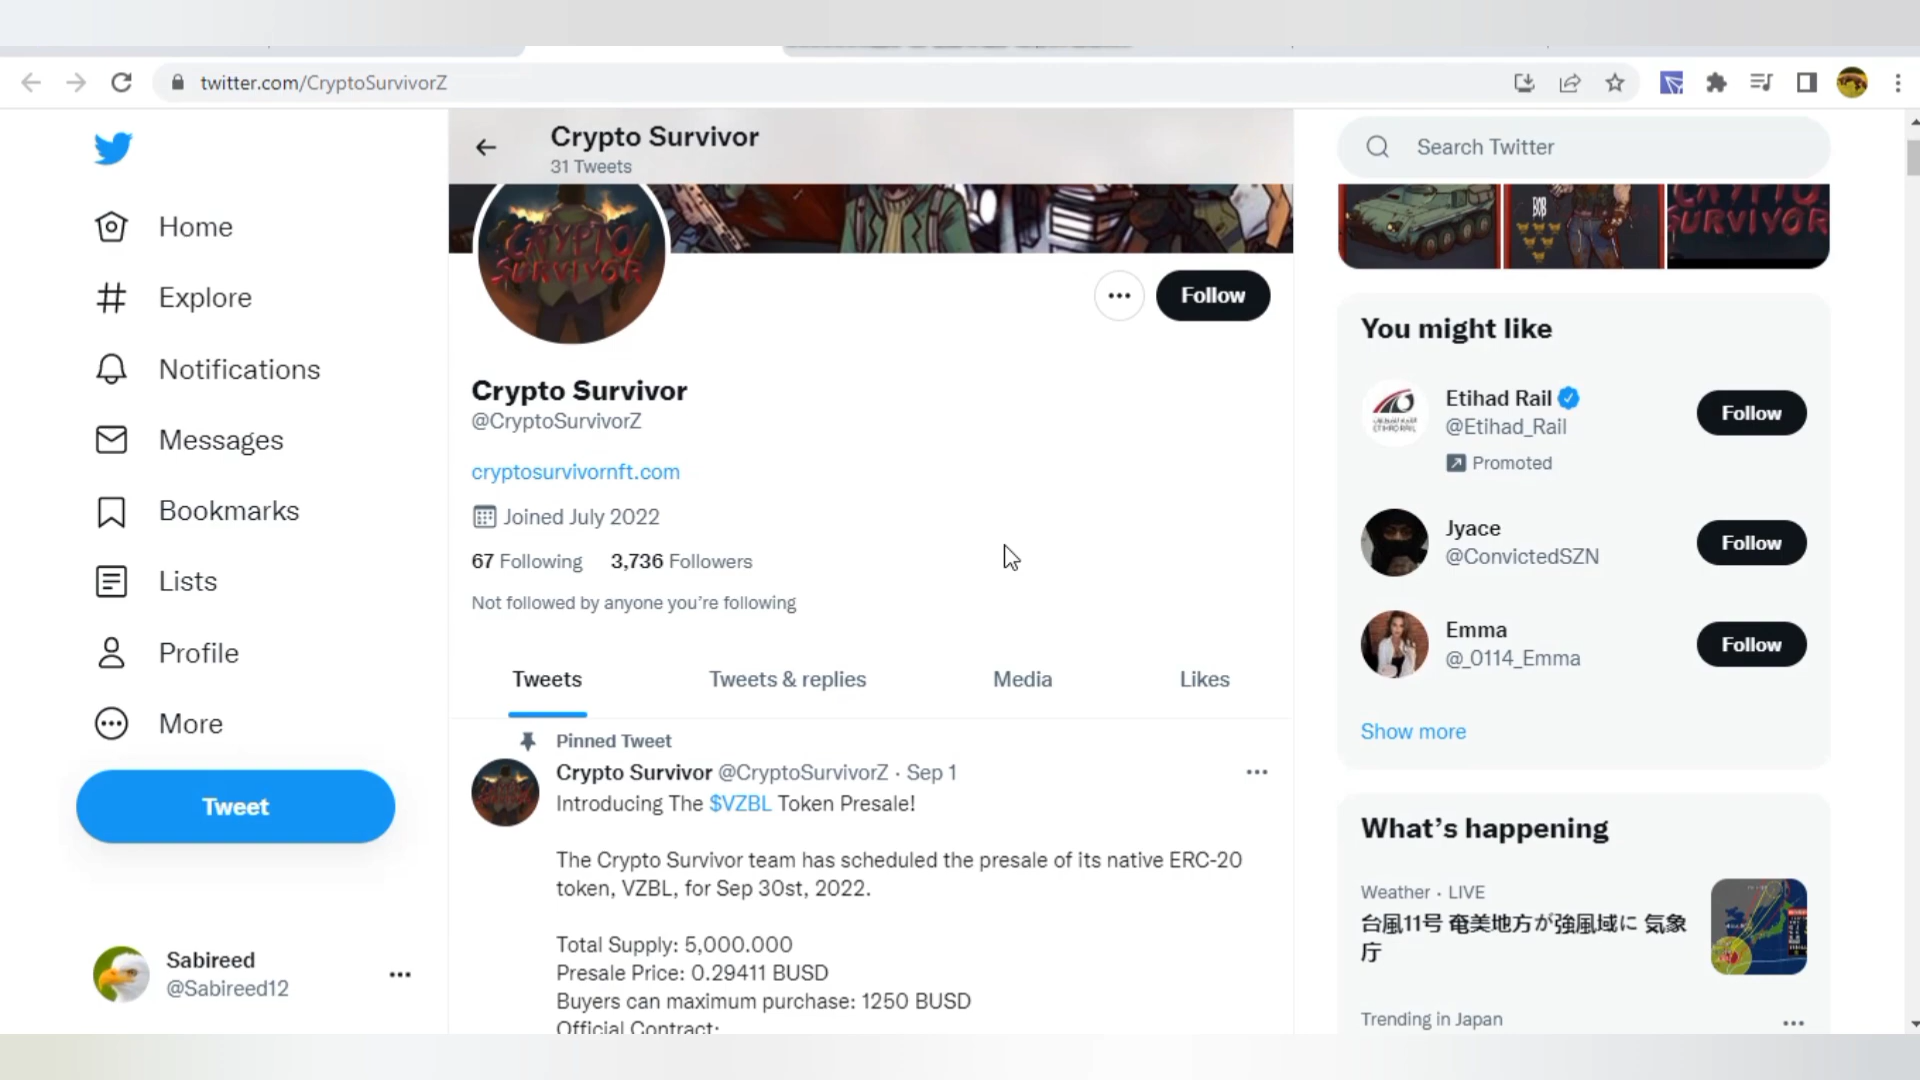 twitter.com/CryptoSurvivorZ
Crypto Survivor
31 Tweets
Search Twitter
Home
Explore
Notifications
Messages
Bookmarks
Lists
Profile
More
Tweet
Sabireed
@Sabireed12
CRYPTO
SURVIVOR
Follow
Crypto Survivor
@CryptoSurvivorZ
cryptosurvivornft.com
Joined July 2022
67 Following 3,736 Followers
Not followed by anyone you’re following
Tweets Tweets & replies Media Likes
Pinned Tweet
Crypto Survivor @CryptoSurvivorZ · Sep 1
Introducing The $VZBL Token Presale!
The Crypto Survivor team has scheduled the presale of its native ERC-20
token, VZBL, for Sep 30st, 2022.
Total Supply: 5,000.000
Presale Price: 0.29411 BUSD
Buyers can maximum purchase: 1250 BUSD
Official Contract:
BOB
CRYPTO
SURVIVOR
You might like
Etihad Rail
@Etihad_Rail
Promoted
Follow
ETIHAD RAIL
Jyace
@ConvictedSZN
Follow
Emma
@_0114_Emma
Follow
Show more
What’s happening
Weather · LIVE
台風11号 奄美地方が強風域に 気象
庁
Trending in Japan